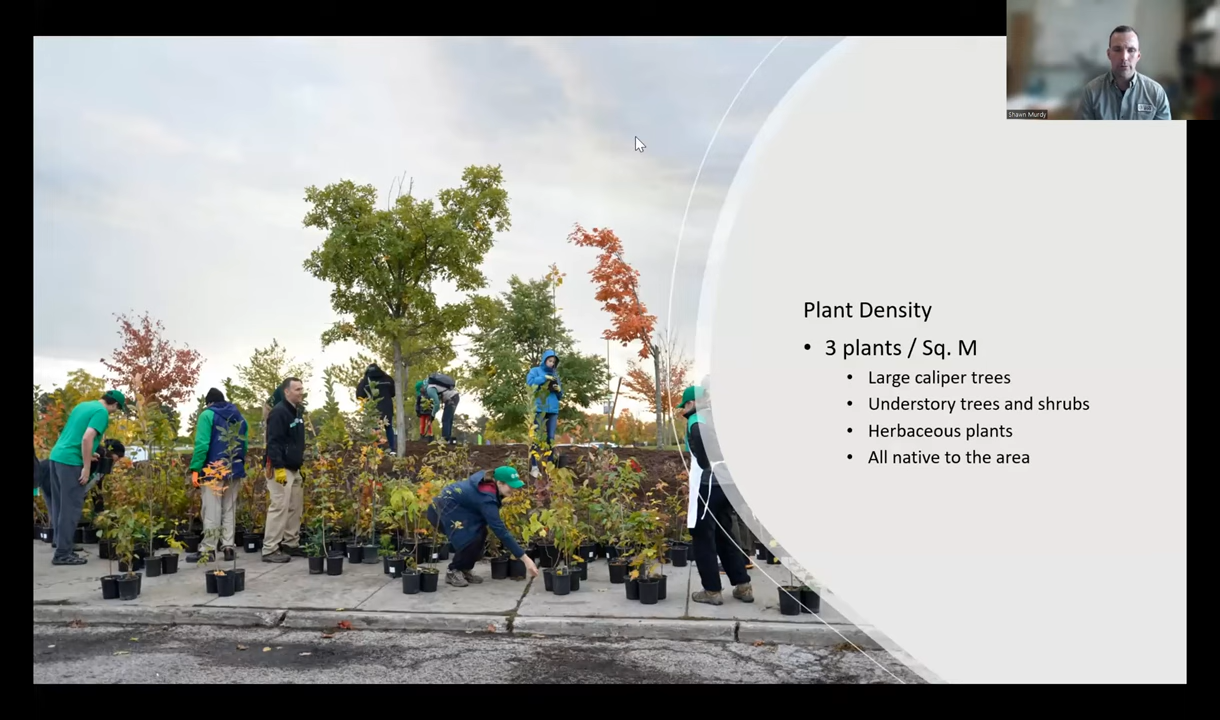 Shawn Murdy
Plant Density
• 3 plants / Sq. M
• Large caliper trees
• Understory trees and shrubs
• Herbaceous plants
• All native to the area